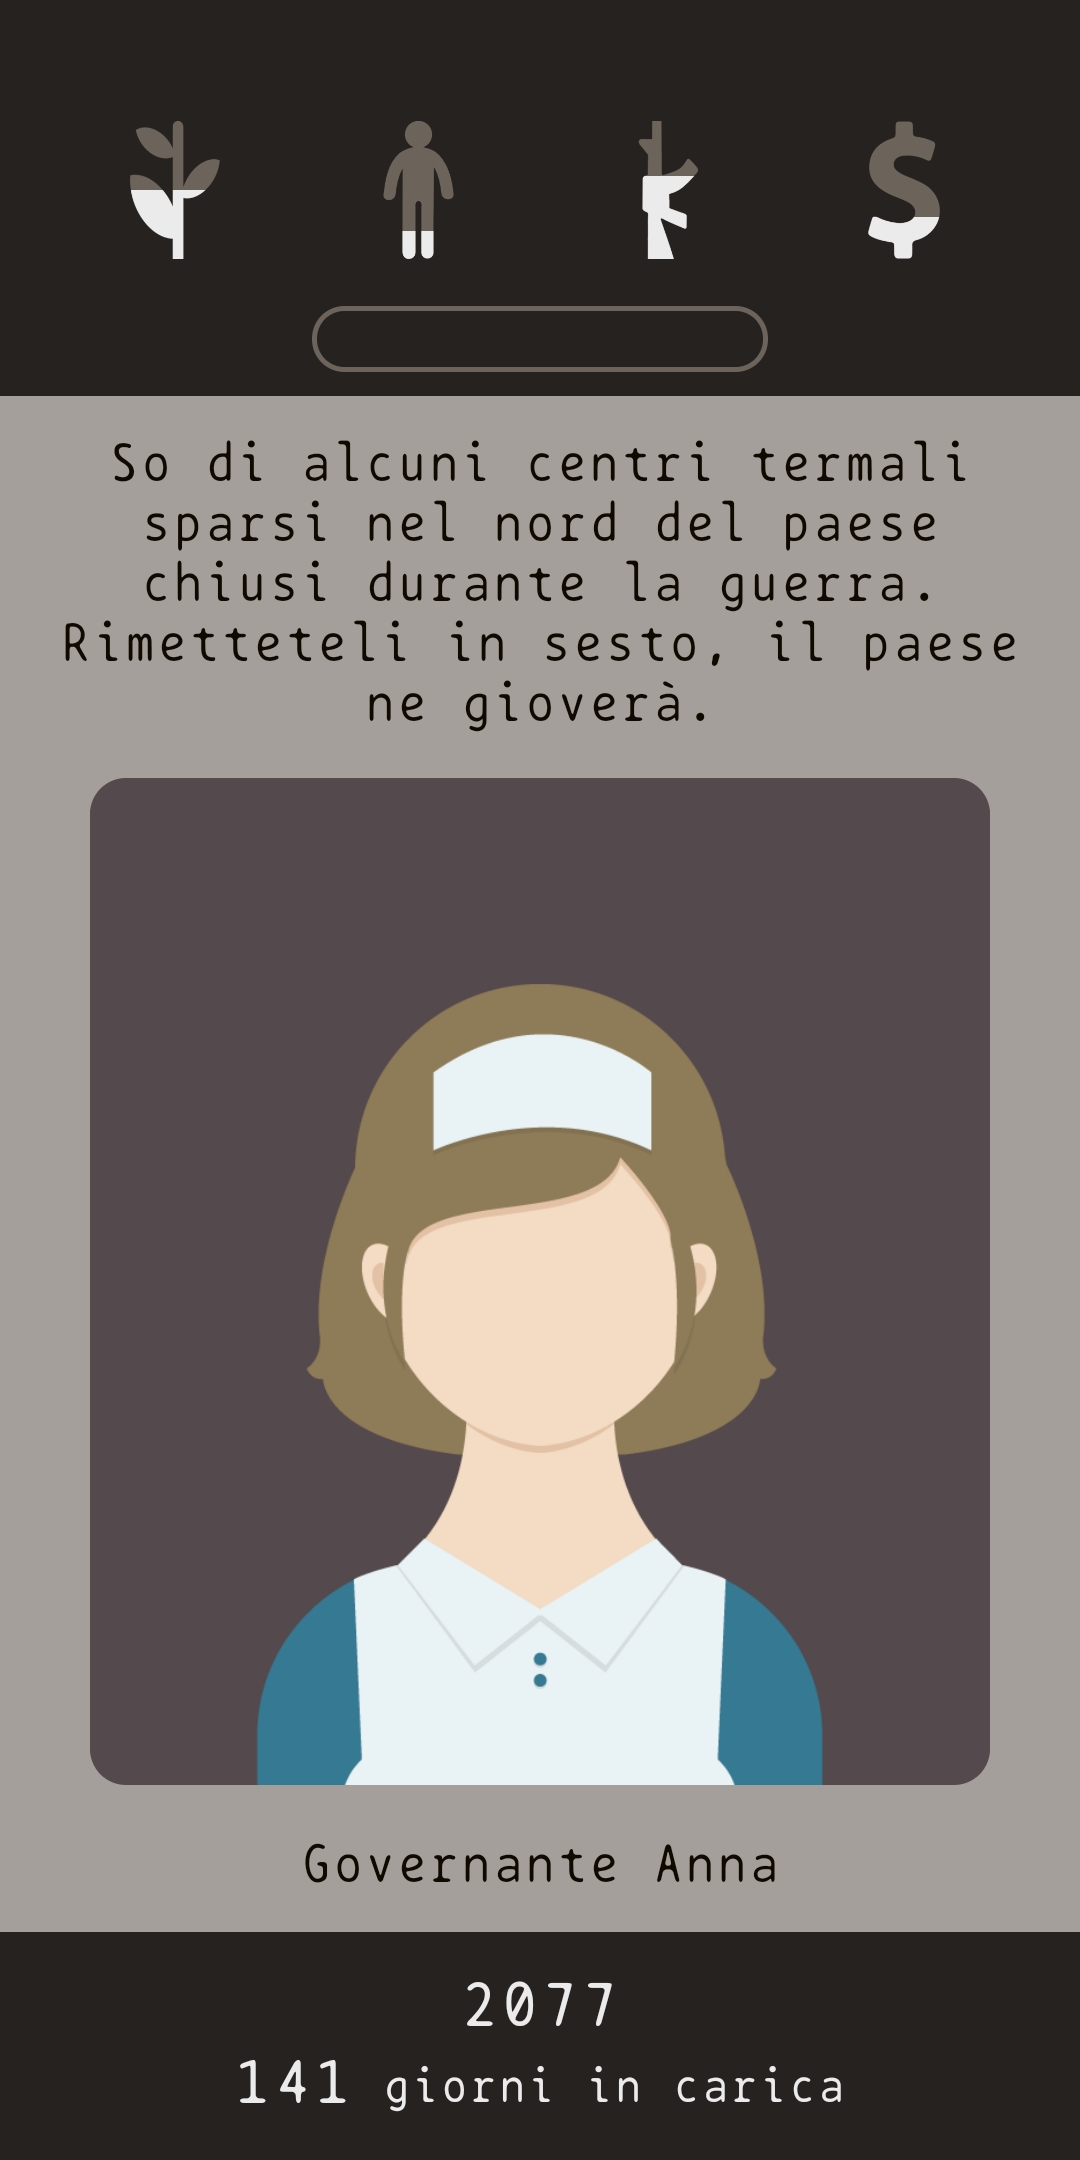 So di alcuni centri termali
sparsi nel nord del paese
chiusi durante la guerra.
Rimetteteli in sesto, il paese
ne gioverà.
Governante Anna
2077
141 giorni in carica